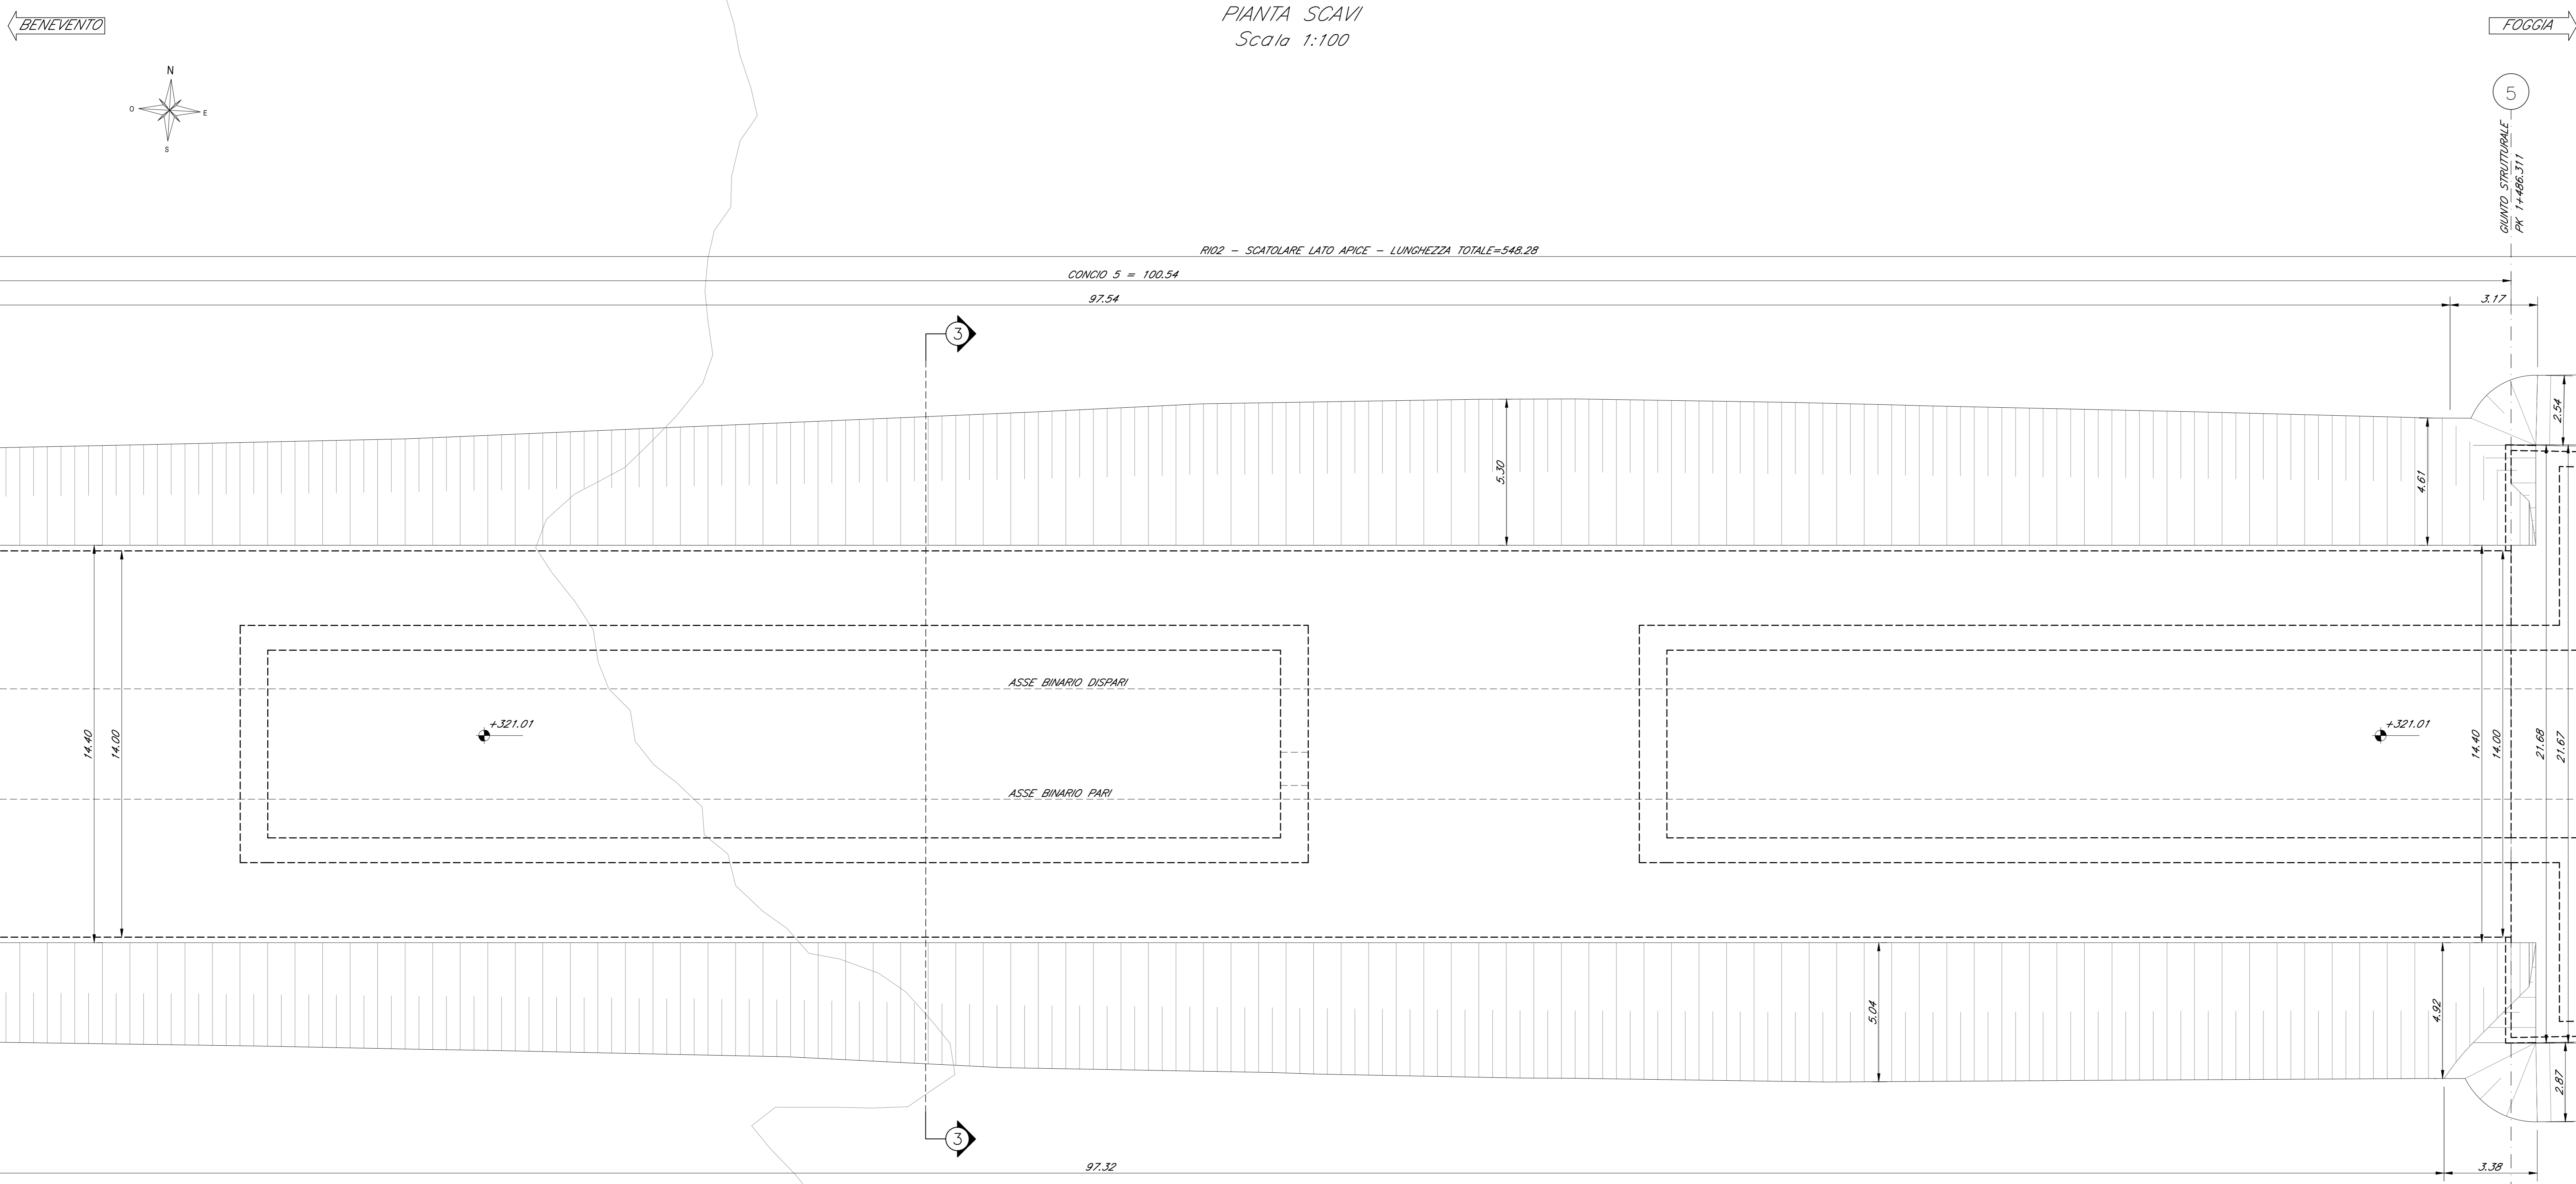 BENEVENTO
PIANTA SCAVI
Scala 1:100
FOGGIA
N
O
E
S
5
GIUNTO STRUTTURALE
PK 1+486.311
RI02 - SCATOLARE LATO APICE - LUNGHEZZA TOTALE=548.28
CONCIO 5 = 100.54
97.54
3.17
3
2.54
5.30
4.61
ASSE BINARIO DISPARI
+321.01
+321.01
14.40
14.00
14.40
14.00
21.68
21.67
ASSE BINARIO PARI
5.04
4.92
2.87
3
97.32
3.38